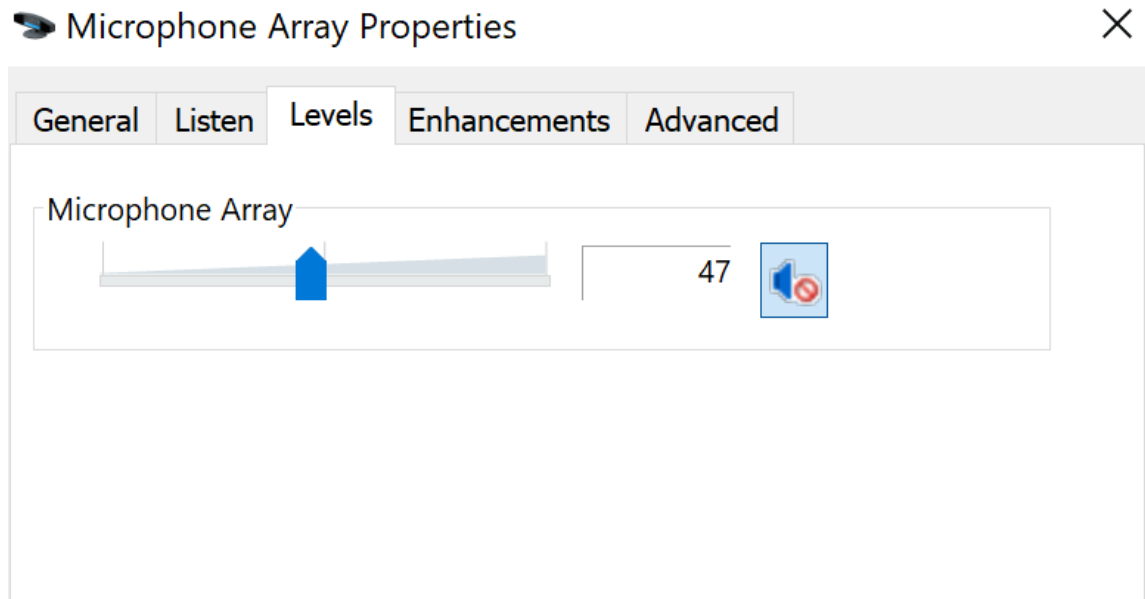 Microphone Array Properties
General Listen Levels Enhancements Advanced
Microphone Array
47